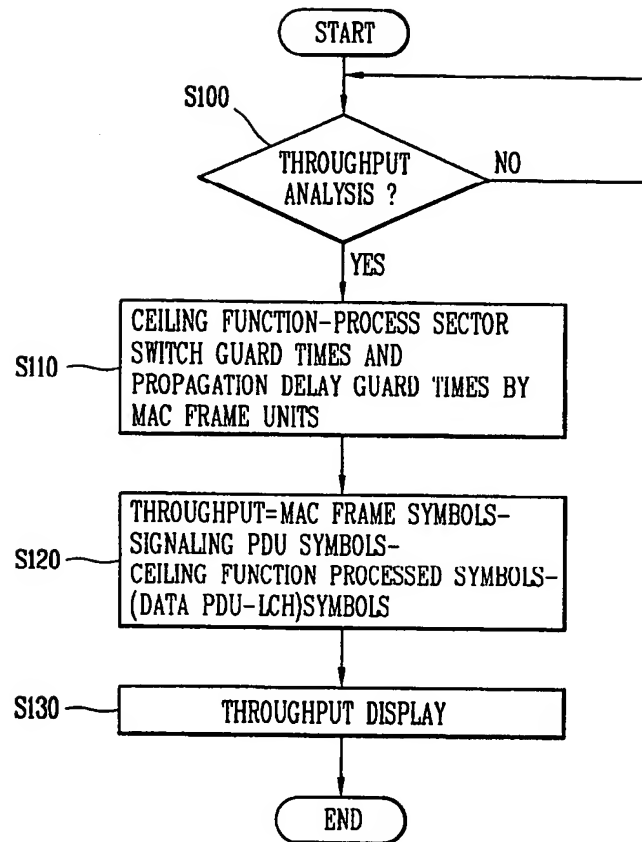 START
S100
THROUGHPUT
ANALYSIS ?
NO
YES
S110
CEILING FUNCTION-PROCESS SECTOR
SWITCH GUARD TIMES AND
PROPAGATION DELAY GUARD TIMES BY
MAC FRAME UNITS
S120
THROUGHPUT=MAC FRAME SYMBOLS-
SIGNALING PDU SYMBOLS-
CEILING FUNCTION PROCESSED SYMBOLS-
(DATA PDU-LCH)SYMBOLS
S130
THROUGHPUT DISPLAY
END